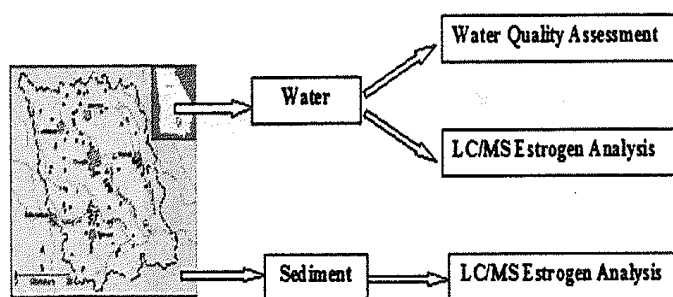 Water Quality Assessment
Water
LC/MS Estrogen Analysis
Sediment
LC/MS Estrogen Analysis